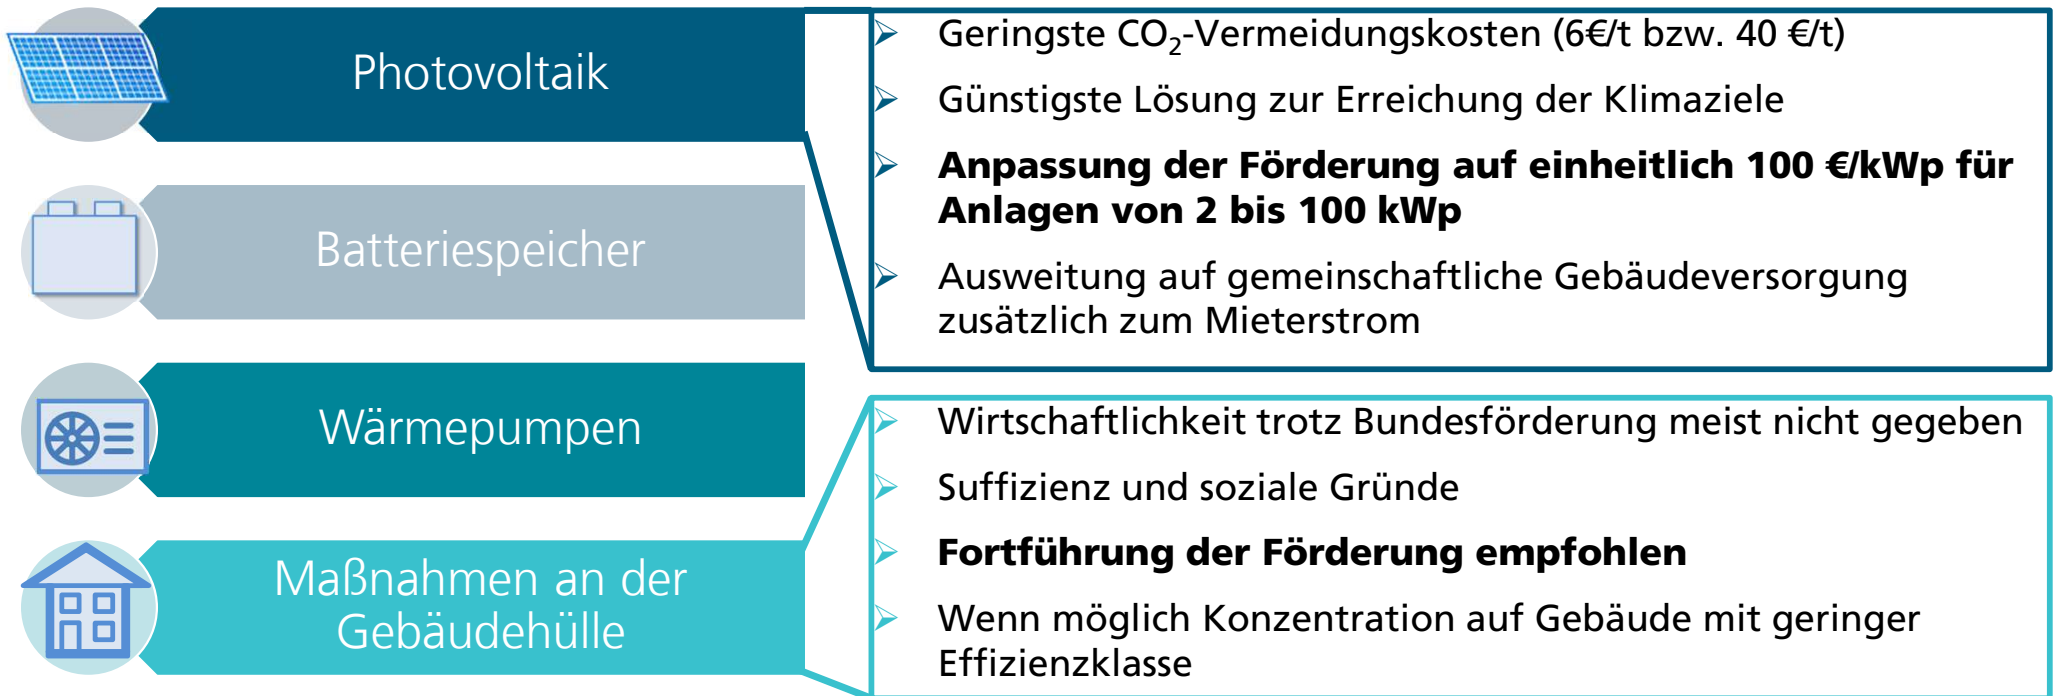 Photovoltaik
Geringste CO₂-Vermeidungskosten (6€/t bzw. 40 €/t)
Günstigste Lösung zur Erreichung der Klimaziele
Anpassung der Förderung auf einheitlich 100 €/kWp für
Anlagen von 2 bis 100 kWp
Ausweitung auf gemeinschaftliche Gebäudeversorgung
zusätzlich zum Mieterstrom
Batteriespeicher
Wärmepumpen
Maßnahmen an der
Gebäudehülle
Wirtschaftlichkeit trotz Bundesförderung meist nicht gegeben
Suffizienz und soziale Gründe
Fortführung der Förderung empfohlen
Wenn möglich Konzentration auf Gebäude mit geringer
Effizienzklasse